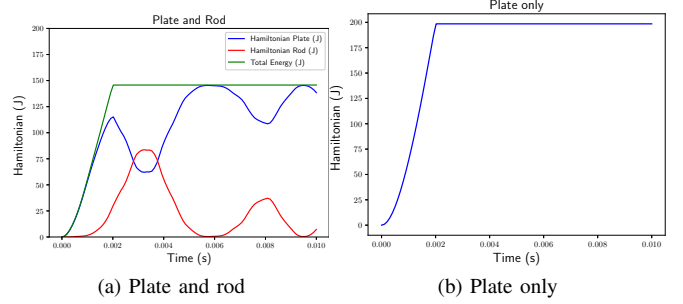 Plate and Rod
Hamiltonian Plate (J)
Hamiltonian Rod (J)
Total Energy (J)
200
175
150
125
100
75
50
25
0
Hamiltonian (J)
0.000 0.002 0.004 0.006 0.008 0.010
Time (s)
(a) Plate and rod
Plate only
200
175
150
125
100
75
50
25
0
Hamiltonian (J)
0.000 0.002 0.004 0.006 0.008 0.010
Time (s)
(b) Plate only